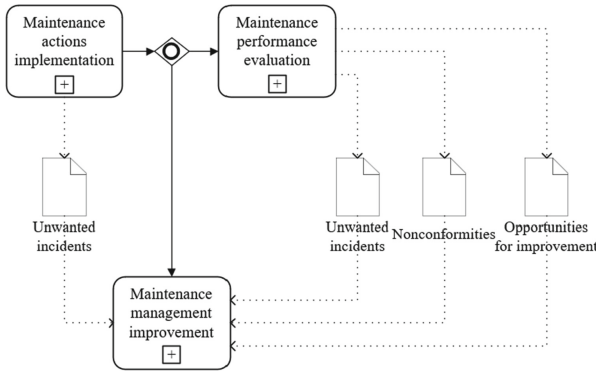 Maintenance
actions
implementation
Maintenance
performance
evaluation
Unwanted
incidents
Unwanted
incidents
Nonconformities
Opportunities
for improvement
Maintenance
management
improvement